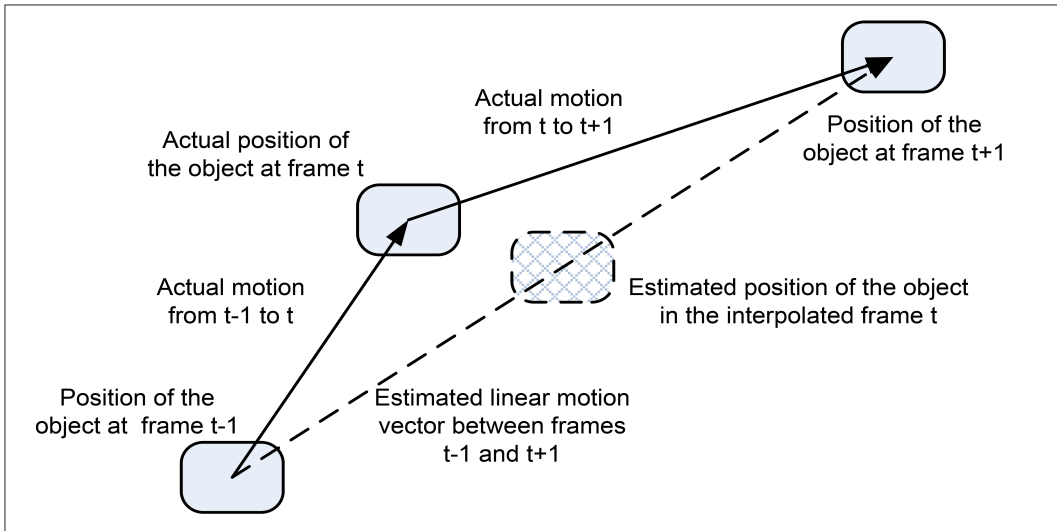 Actual motion
from t to t+1
Position of the
object at frame t+1
Actual position of
the object at frame t
Estimated position of the object
in the interpolated frame t
Actual motion
from t-1 to t
Estimated linear motion
vector between frames
t-1 and t+1
Position of the
object at frame t-1